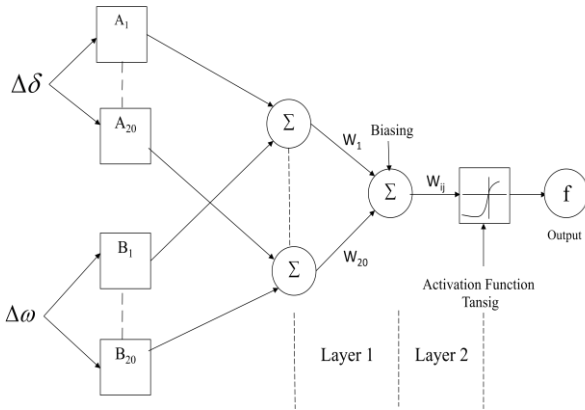 A1
Δδ
A20
Σ
W1
Biasing
Σ
Wij
f
Output
B1
Σ
W20
Activation Function
Tansig
Δω
B20
Layer 1
Layer 2